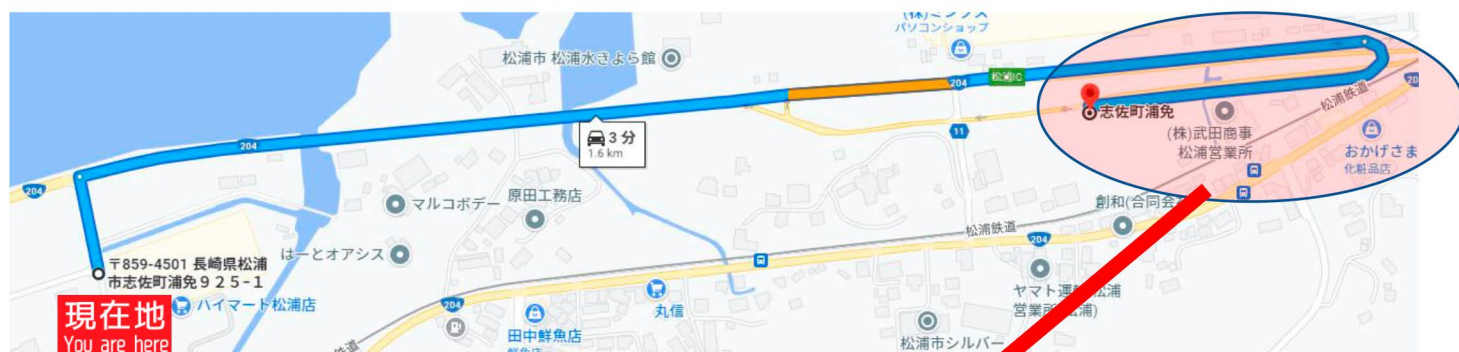 (株)ミックス
パソコンショップ
松浦市 松浦水きよら館
204
松浦IC
204
志佐町浦免
松浦鉄道
3 分
1.6 km
11
(株)武田商事
松浦営業所
おかげさま
化粧品店
204
204
原田工務店
マルコボデー
創和(合同会
松浦鉄道
204
はーとオアシス
〒859-4501 長崎県松浦
市志佐町浦免925-1
ハイマート松浦店
現在地
You are here
204
丸信
田中鮮魚店
ヤマト運
松浦市シルバー
松浦鉄道